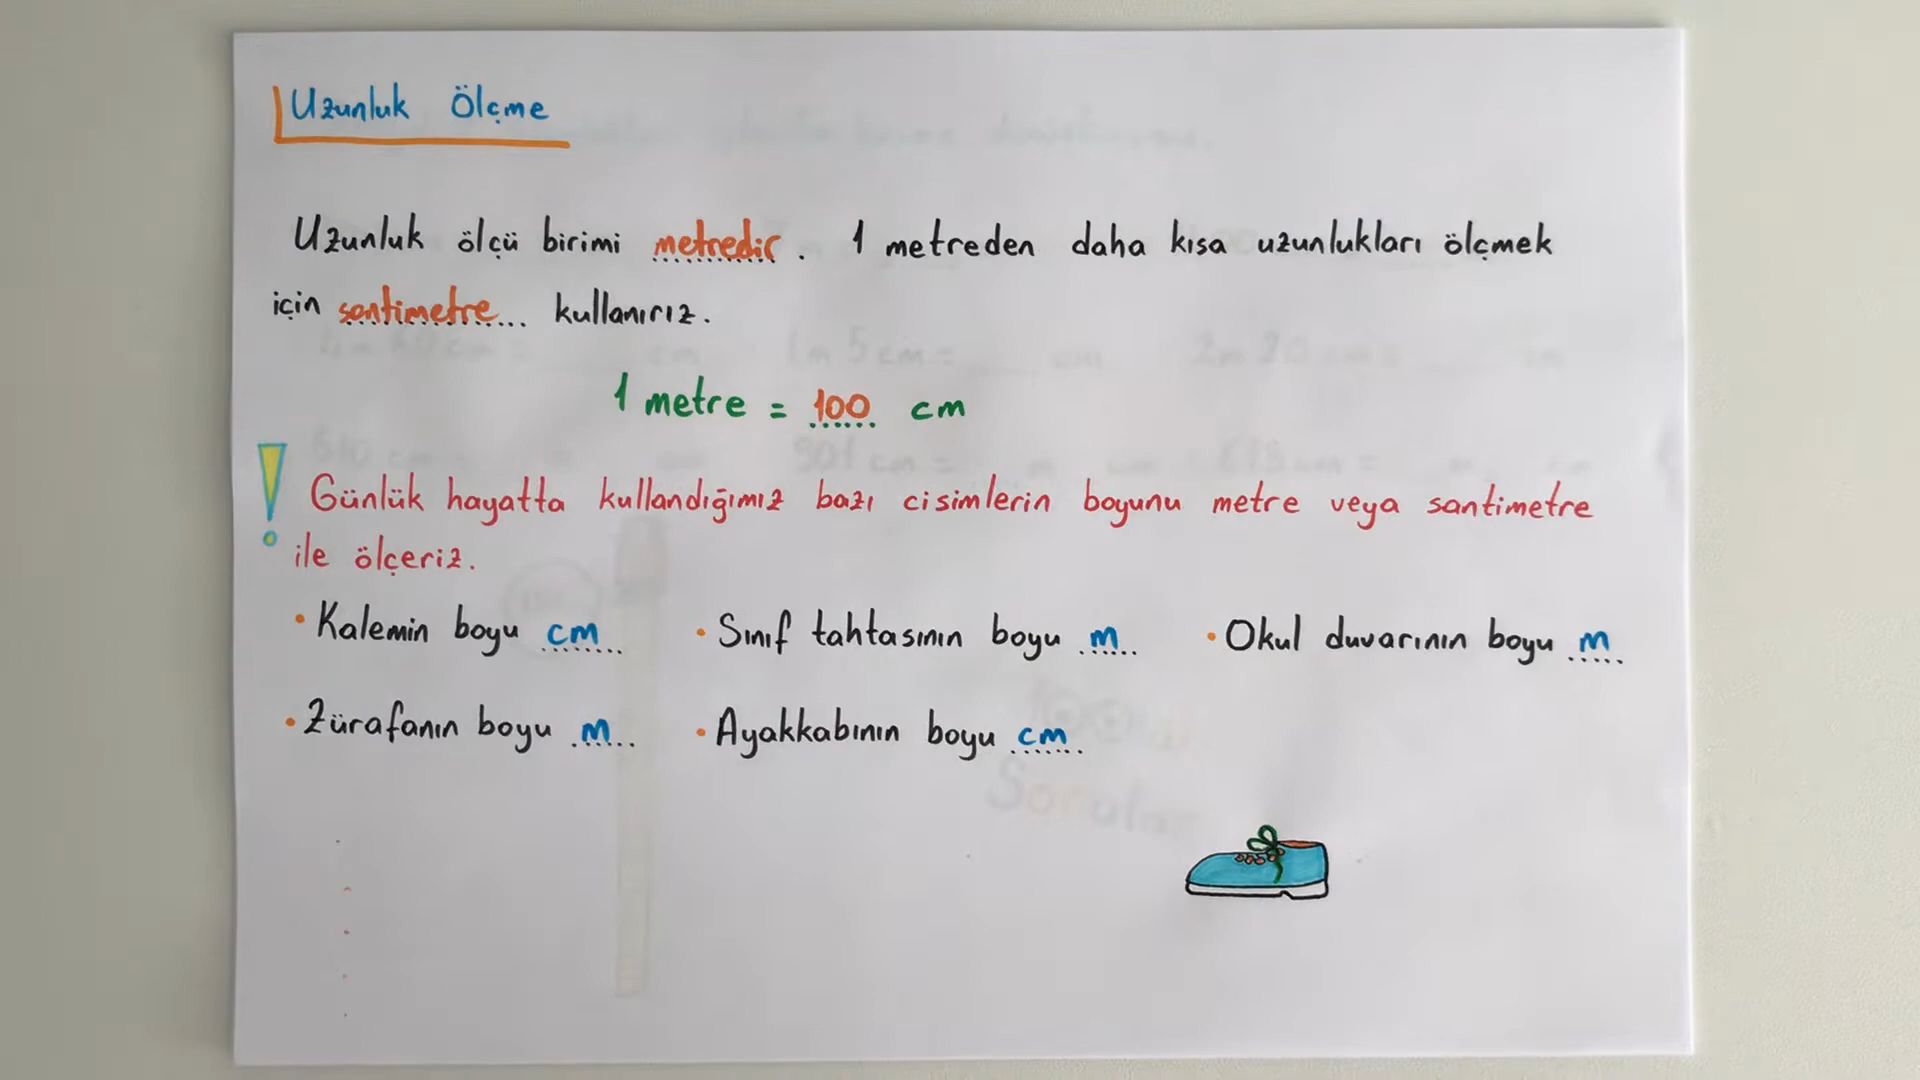 Uzunluk Ölçme
Uzunluk ölçü birimi metredir. 1 metreden daha kısa uzunlukları ölçmek
için santimetre... kullanırız.
1 metre = 100 cm
! Günlük hayatta kullandığımız bazı cisimlerin boyunu metre veya santimetre
ile ölçeriz.
• Kalemin boyu cm • Sınıf tahtasının boyu m • Okul duvarının boyu m
• Zürafanın boyu m • Ayakkabının boyu cm